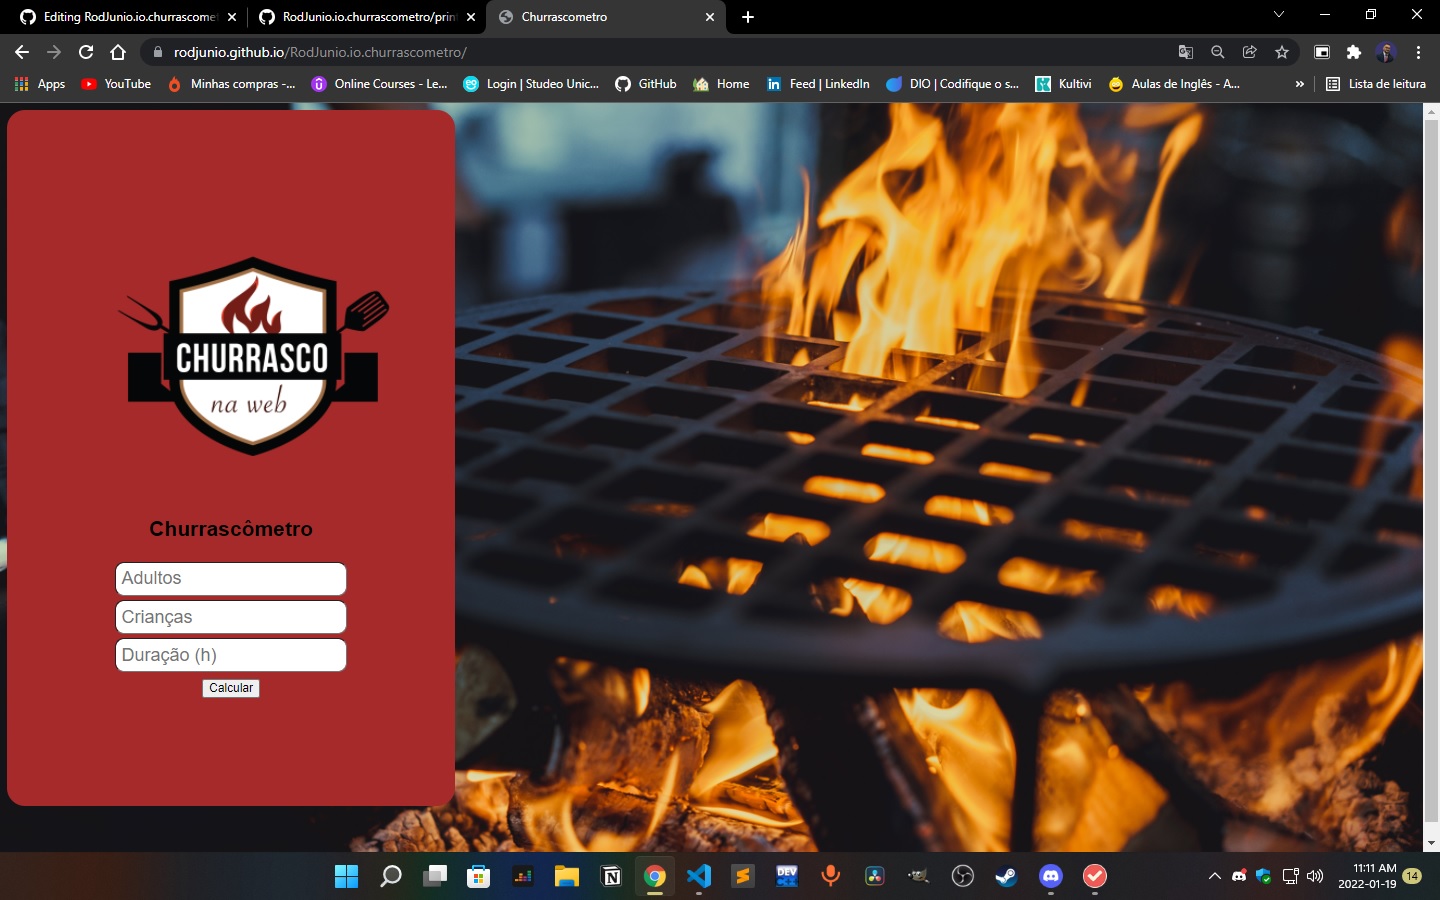 Editing RodJunio.io.churrascomet
RodJunio.io.churrascometro/prin
Churrascometro
rodjunio.github.io/RodJunio.io.churrascometro/
Apps
YouTube
Minhas compras -...
Online Courses - Le...
Login | Studeo Unic...
GitHub
Home
Feed | LinkedIn
DIO | Codifique o s...
Kultivi
Aulas de Inglês - A...
»
Lista de leitura
CHURRASCO
na web
Churrascômetro
Adultos
Crianças
Duração (h)
Calcular
DEV
11:11 AM
2022-01-19
14